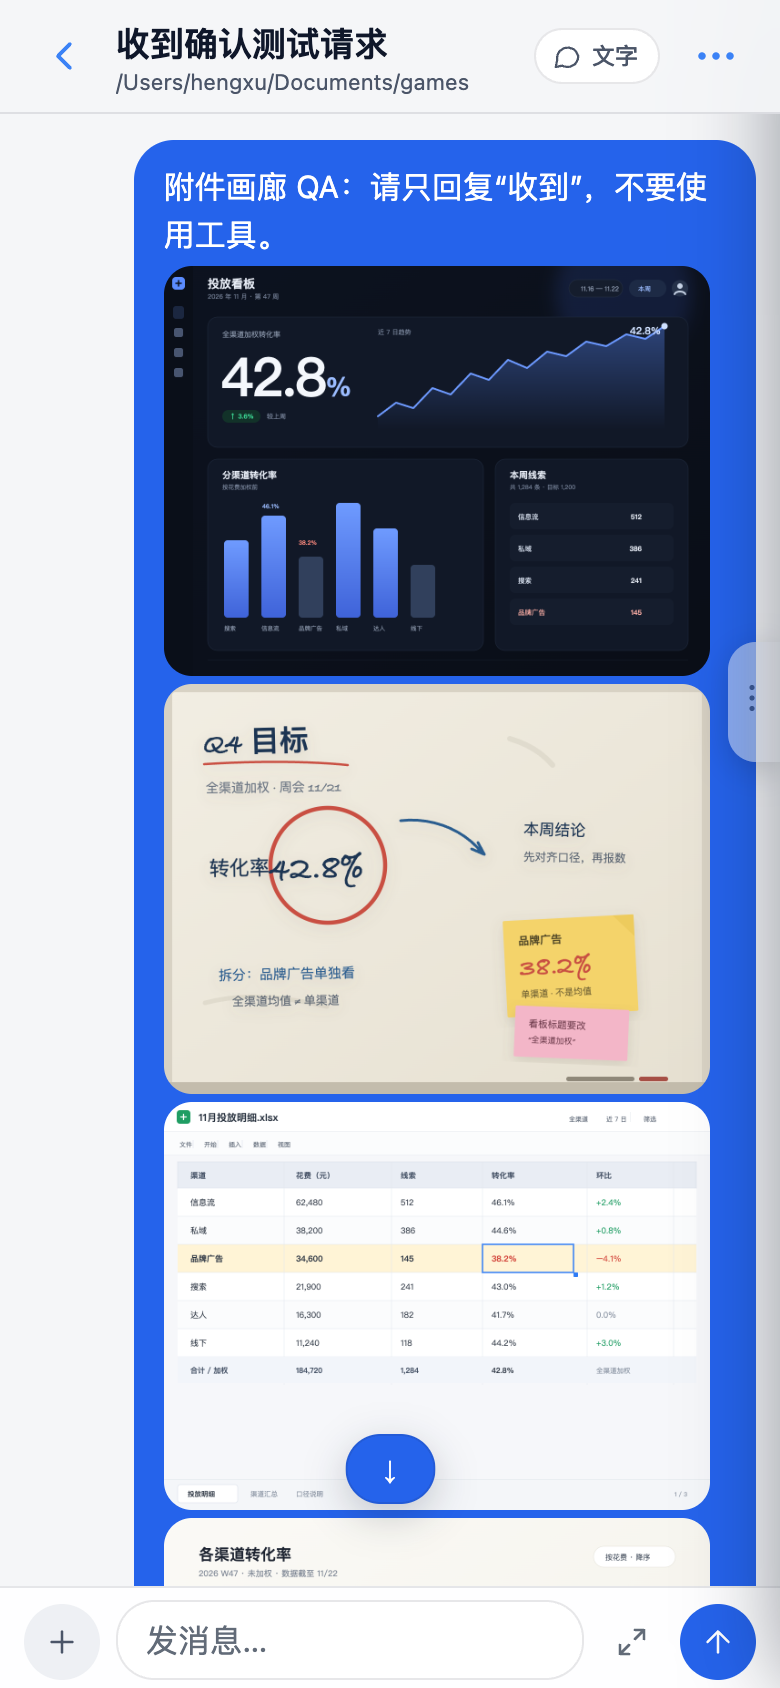 收到确认测试请求
/Users/hengxu/Documents/games
文字
附件画廊 QA：请只回复“收到”，不要使
用工具。
投放看板
2026 年 11 月 · 第 47 周
11.16 — 11.22
本周
全渠道加权转化率
近 7 日趋势
42.8%
42.8%
↑ 3.6%
较上周
分渠道转化率
按花费加权前
46.1%
38.2%
搜索
信息流
品牌广告
私域
达人
线下
本周线索
共 1,284 条 · 目标 1,200
信息流 512
私域 386
搜索 241
品牌广告 145
Q4 目标
全渠道加权 · 周会 11/21
转化率 42.8%
本周结论
先对齐口径，再报数
品牌广告
38.2%
单渠道 · 不是均值
看板标题要改
“全渠道加权”
拆分：品牌广告单独看
全渠道均值 ≠ 单渠道
11月投放明细.xlsx
全渠道 近 7 日 筛选
文件 开始 插入 数据 视图
渠道 花费（元） 线索 转化率 环比
信息流 62,480 512 46.1% +2.4%
私域 38,200 386 44.6% +0.8%
品牌广告 34,600 145 38.2% —4.1%
搜索 21,900 241 43.0% +1.2%
达人 16,300 182 41.7% 0.0%
线下 11,240 118 44.2% +3.0%
合计 / 加权 184,720 1,284 42.8% 全渠道加权
投放明细 渠道汇总 口径说明 1 / 3
各渠道转化率
2026 W47 · 未加权 · 数据截至 11/22
按花费 · 降序
发消息...